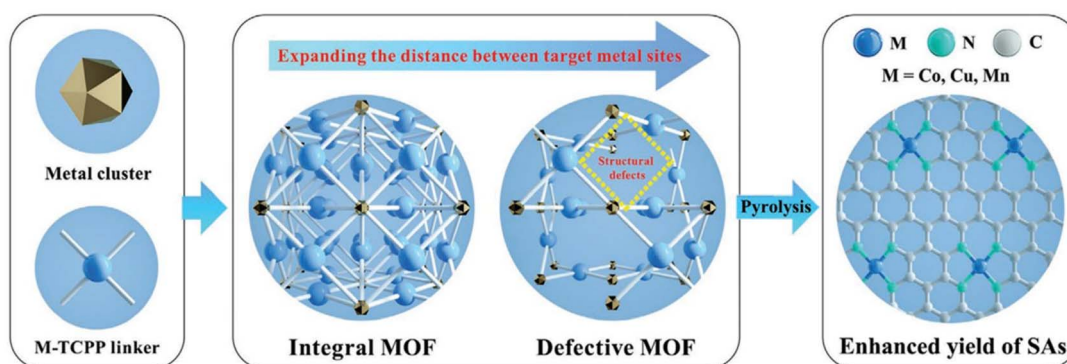 Metal cluster
M-TCPP linker
Expanding the distance between target metal sites
Structural
defects
Integral MOF
Defective MOF
Pyrolysis
M N C
M = Co, Cu, Mn
Enhanced yield of SAs